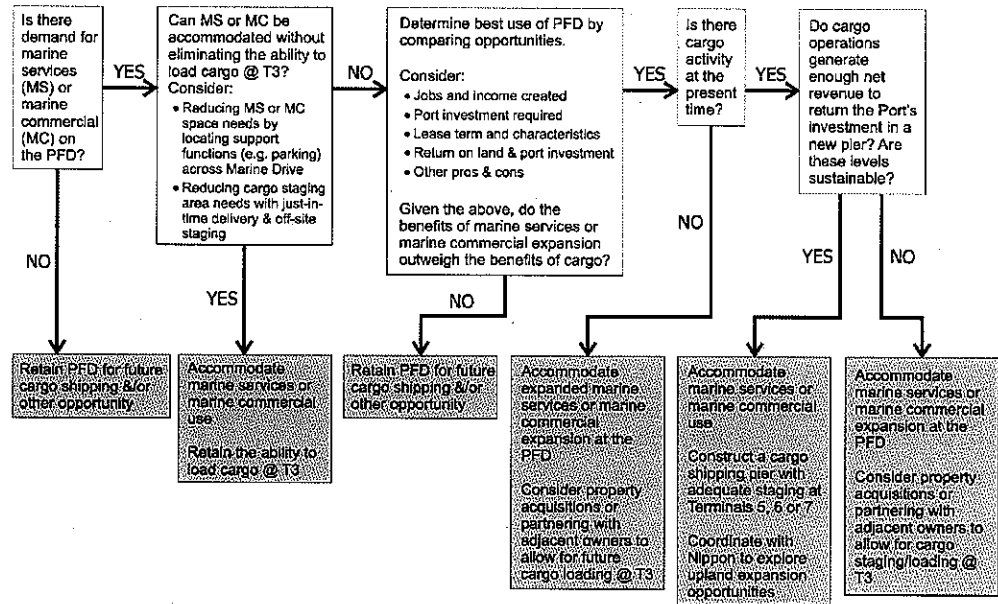 Is there
demand for
marine
services
(MS) or
marine
commercial
(MC) on
the PFD?
YES
Can MS or MC be
accommodated without
eliminating the ability to
load cargo @ T3?
Consider:
• Reducing MS or MC
space needs by
locating support
functions (e.g. parking)
across Marine Drive
• Reducing cargo staging
area needs with just-in-
time delivery & off-site
staging
NO
Determine best use of PFD by
comparing opportunities.
Consider:
• Jobs and income created
• Port investment required
• Lease term and characteristics
• Return on land & port investment
• Other pros & cons
Given the above, do the
benefits of marine services or
marine commercial expansion
outweigh the benefits of cargo?
YES
Is there
cargo
activity
at the
present
time?
YES
Do cargo
operations
generate
enough net
revenue to
return the Port's
investment in a
new pier? Are
these levels
sustainable?
NO
YES
NO
NO
YES
NO
Retain PFD for future
cargo shipping &/or
other opportunity
Accommodate
marine services or
marine commercial
use
Retain the ability to
load cargo @ T3
Retain PFD for future
cargo shipping &/or
other opportunity
Accommodate
expanded marine
services or marine
commercial
expansion at the
PFD
Consider property
acquisitions or
partnering with
adjacent owners to
allow for future
cargo loading @ T3
Accommodate
marine services or
marine commercial
use
Construct a cargo
shipping pier with
adequate staging at
Terminals 5, 6 or 7
Coordinate with
Nippon to explore
upland expansion
opportunities
Accommodate
marine services or
marine commercial
expansion at the
PFD
Consider property
acquisitions or
partnering with
adjacent owners to
allow for cargo
staging/loading @
T3